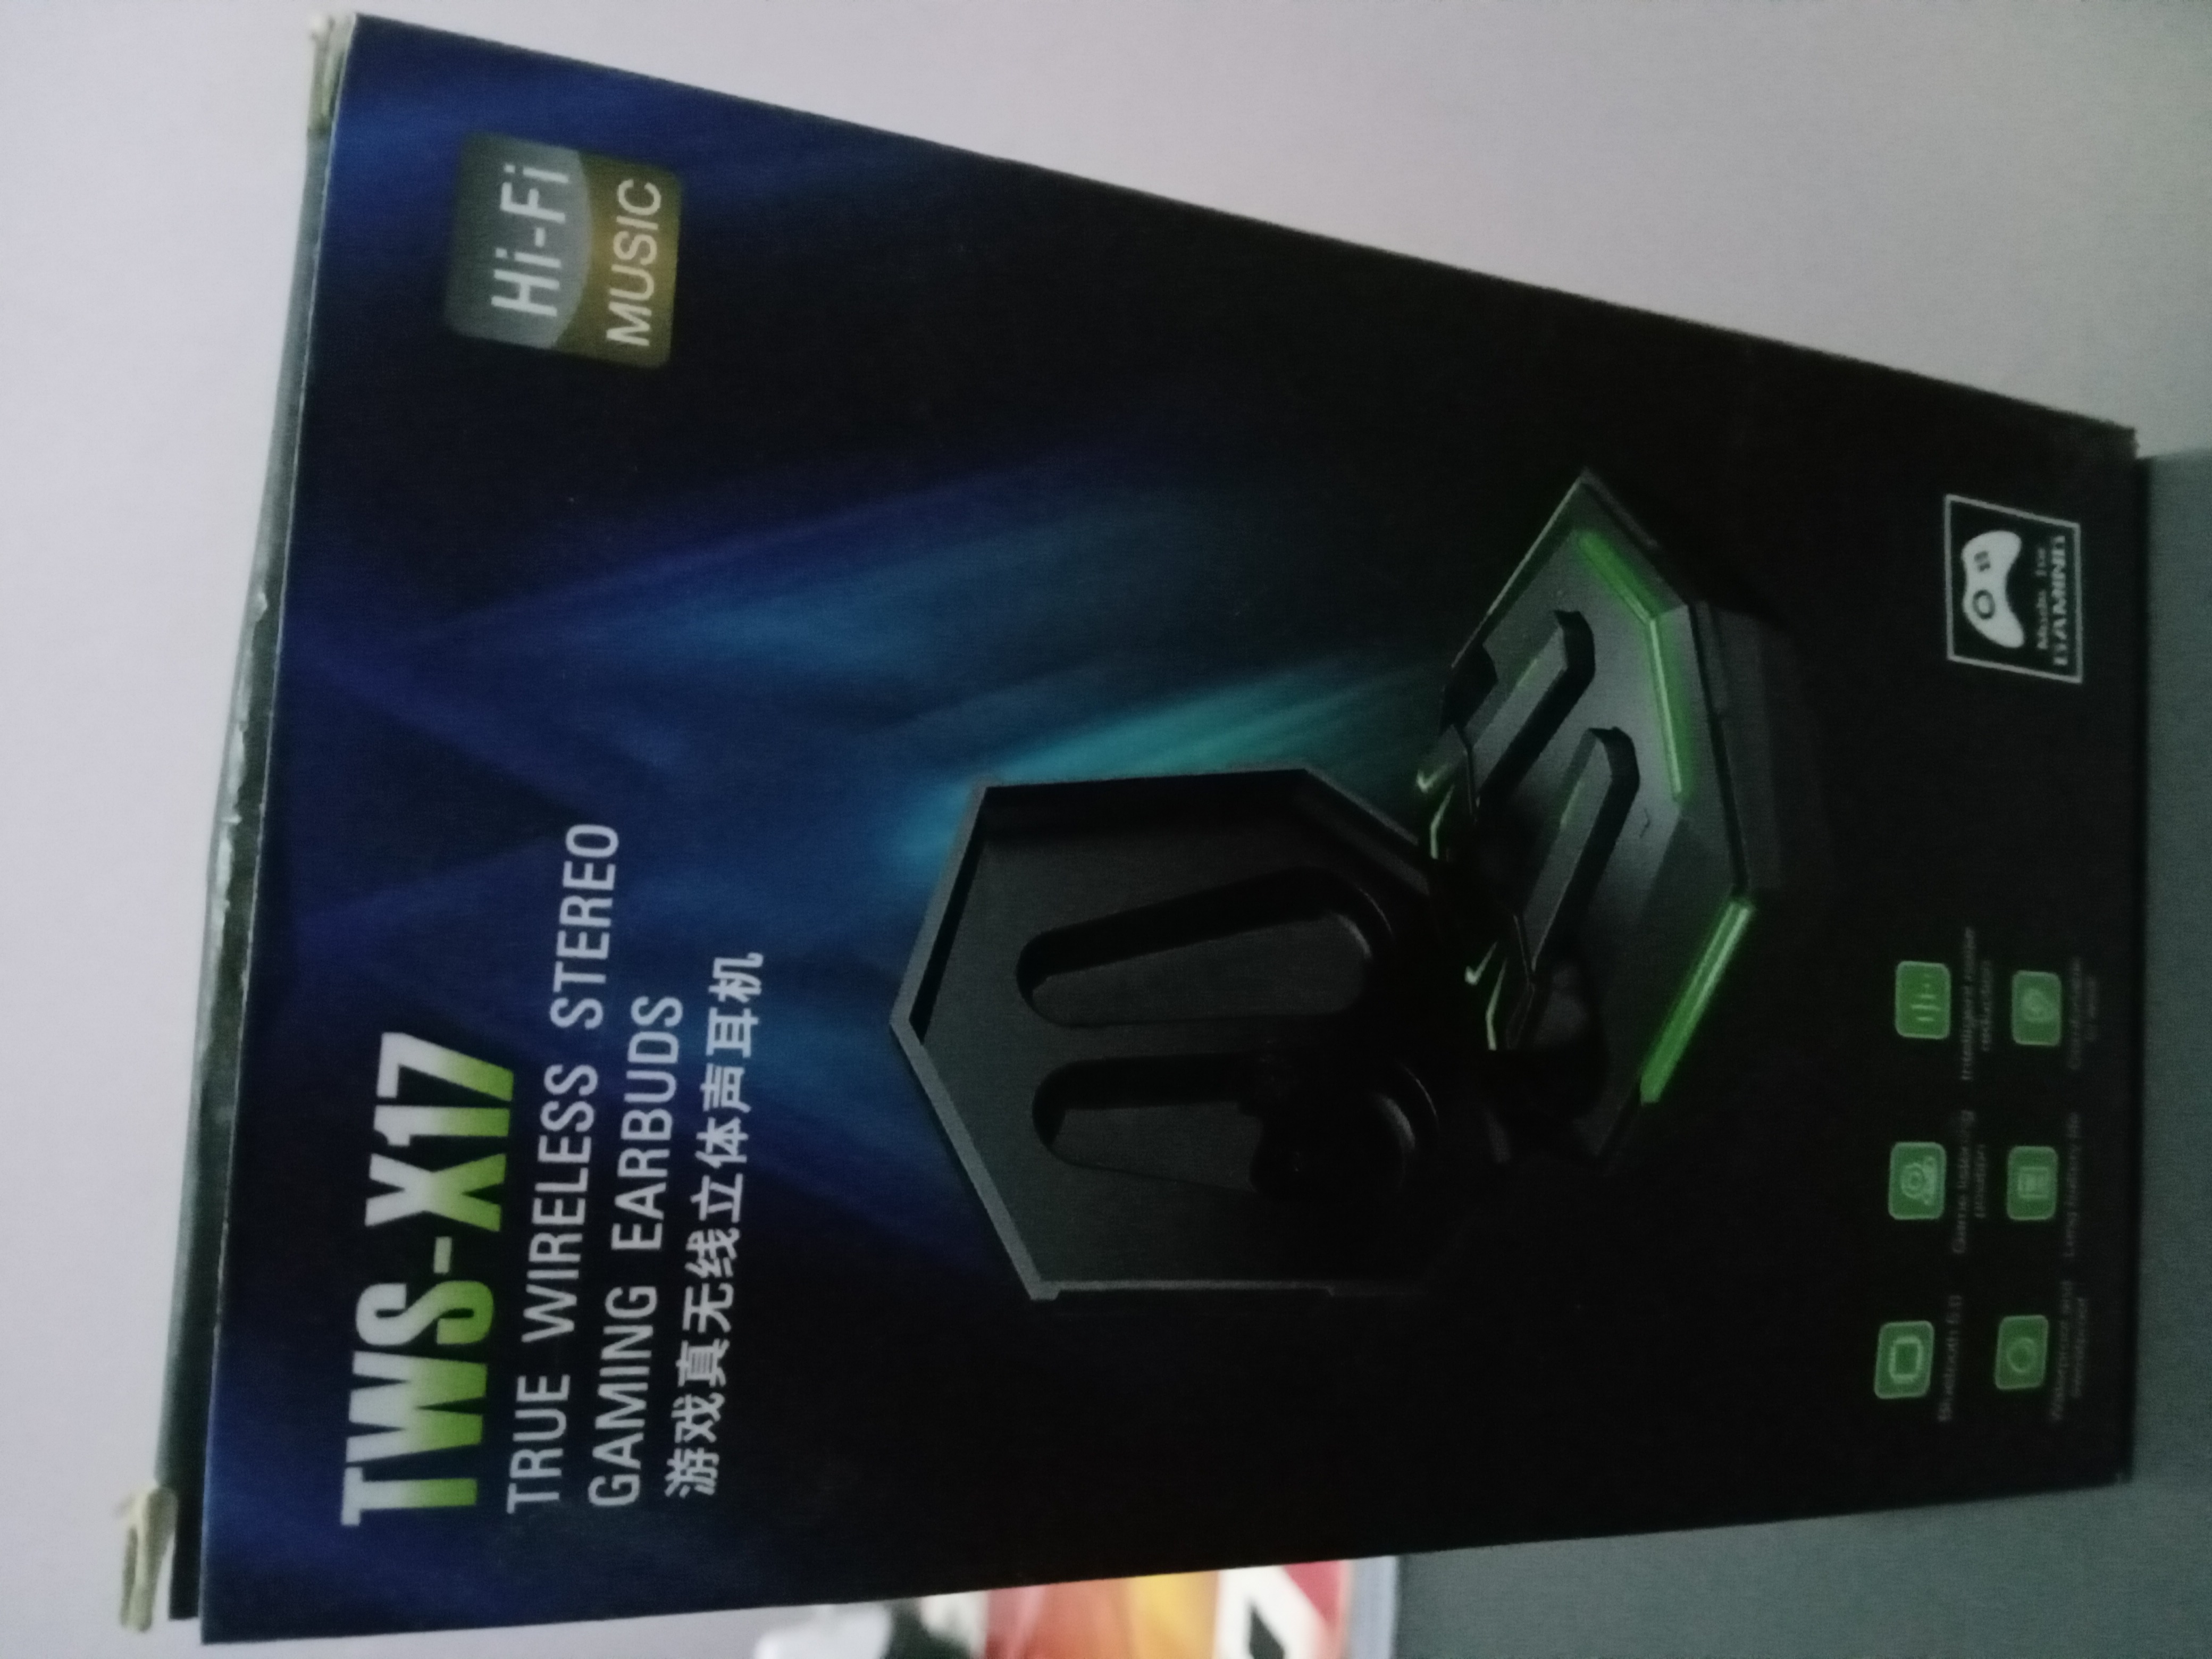 TWS-X17
TRUE WIRELESS STEREO
GAMING EARBUDS
游戏真无线立体声耳机
Hi-Fi
MUSIC
Bluetooth 5.0
Game listening
position
Intelligent noise
reduction
Waterproof and
sweatproof
Long battery life
Comfortable
to wear
Made for
GAMING